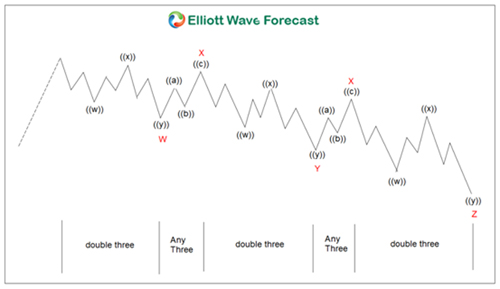 Elliott Wave Forecast
X
((x))
((c))
X
((a))
((x))
((c))
((w))
((b))
((a))
((x))
((y))
((w))
((b))
W
((y))
((w))
Y
((y))
Z
double three
Any
Three
double three
Any
Three
double three